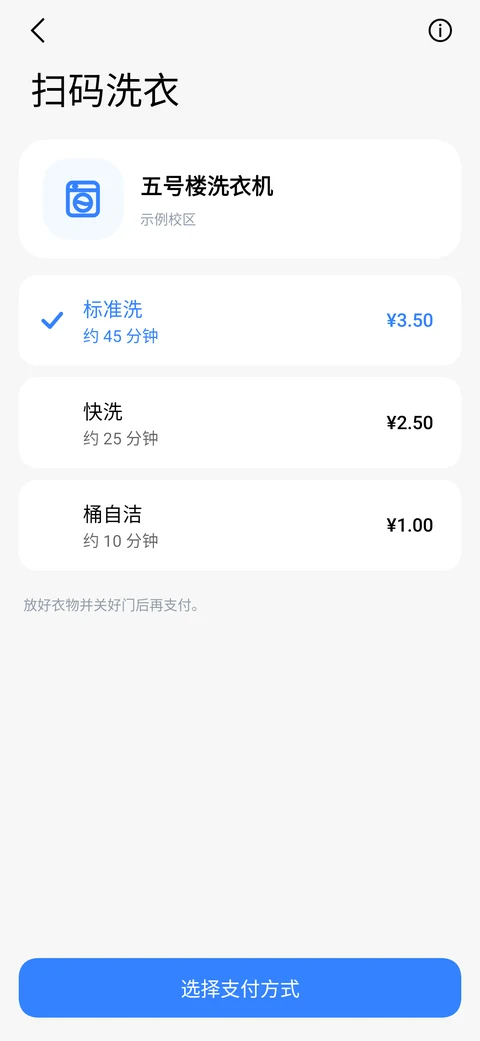 扫码洗衣
五号楼洗衣机
示例校区
标准洗
约 45 分钟
¥3.50
快洗
约 25 分钟
¥2.50
桶自洁
约 10 分钟
¥1.00
放好衣物并关好门后再支付。
选择支付方式